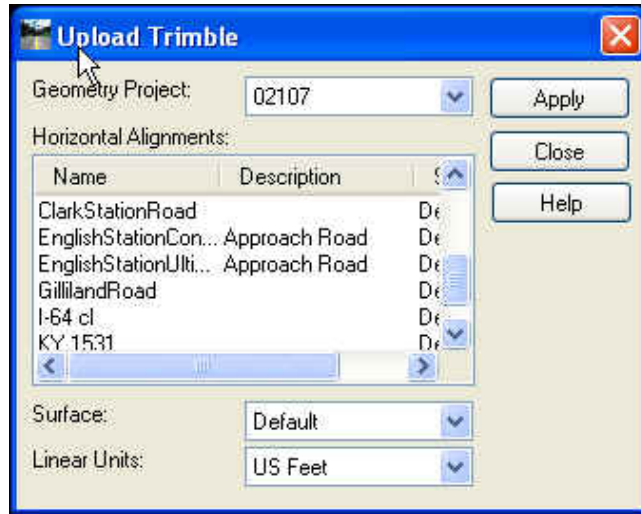 Upload Trimble
Geometry Project: 02107 Apply
Horizontal Alignments: Close
Name Description Help
ClarkStationRoad De
EnglishStationCon... Approach Road De
EnglishStationUlti... Approach Road De
GillilandRoad De
I-64 cl De
KY 1531 De
Surface: Default
Linear Units: US Feet